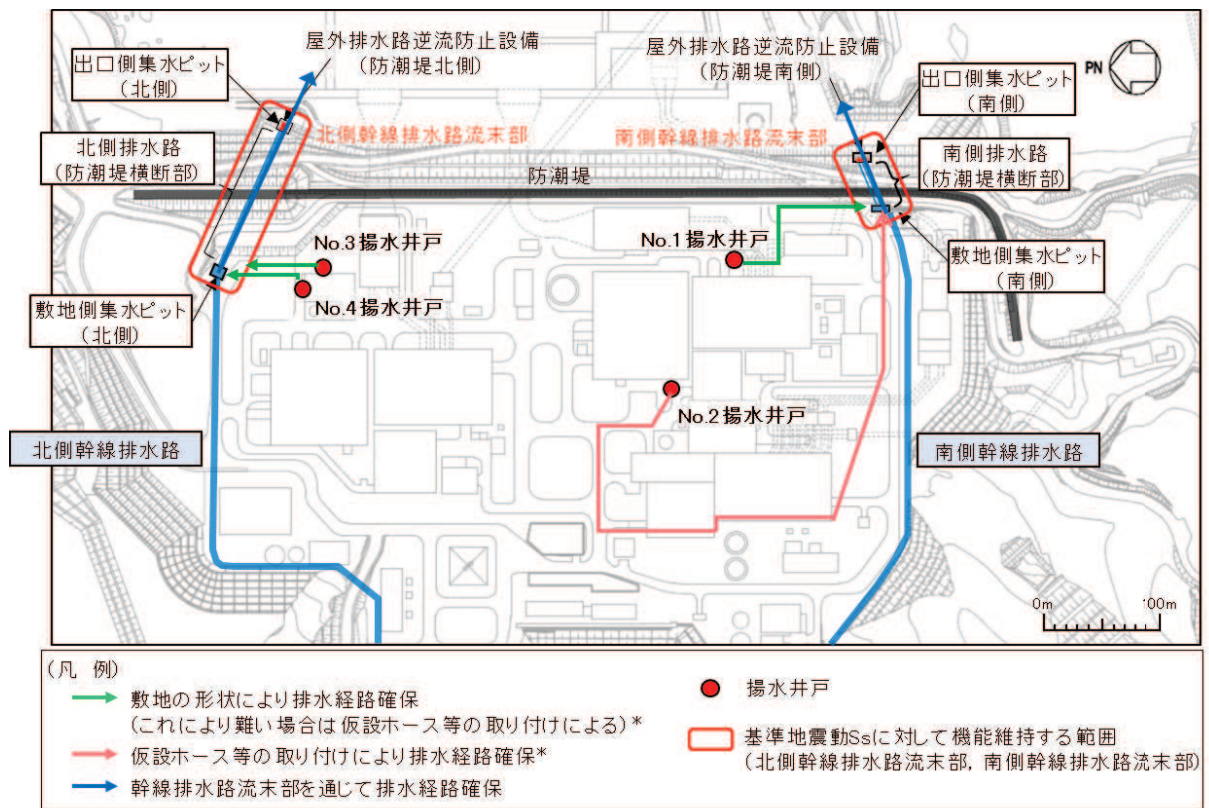 屋外排水路逆流防止設備
(防潮堤北側)
屋外排水路逆流防止設備
(防潮堤南側)
出口側集水ピット
(北側)
出口側集水ピット
(南側)
PN
北側幹線排水路流末部
南側幹線排水路流末部
北側排水路
(防潮堤横断部)
南側排水路
(防潮堤横断部)
防潮堤
No.3揚水井戸
No.1揚水井戸
No.4揚水井戸
敷地側集水ピット
(北側)
敷地側集水ピット
(南側)
No.2揚水井戸
北側幹線排水路
南側幹線排水路
0m 100m
(凡 例)
敷地の形状により排水経路確保
(これにより難い場合は仮設ホース等の取り付けによる)*
仮設ホース等の取り付けにより排水経路確保*
幹線排水路流末部を通じて排水経路確保
揚水井戸
基準地震動Ssに対して機能維持する範囲
(北側幹線排水路流末部, 南側幹線排水路流末部)